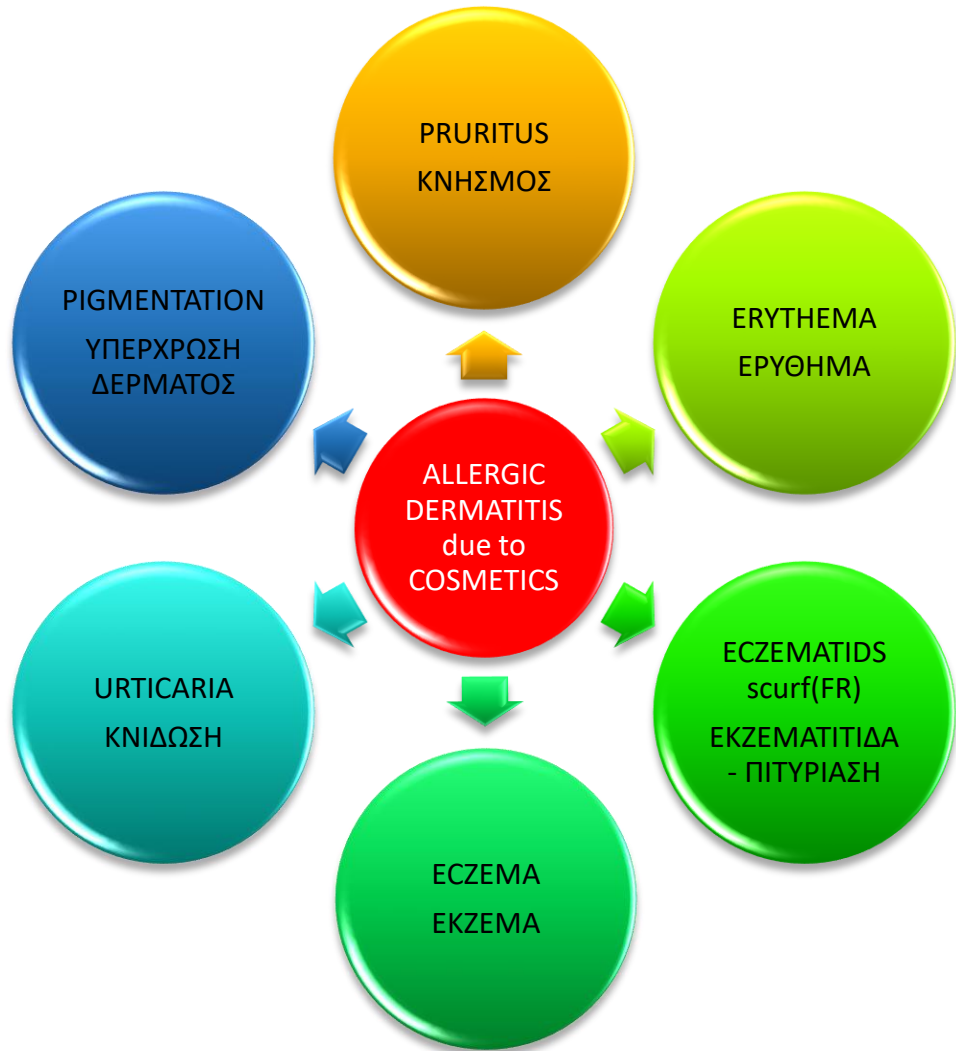 PRURITUS
ΚΝΗΣΜΟΣ
PIGMENTATION
ΥΠΕΡΧΡΩΣΗ
ΔΕΡΜΑΤΟΣ
ERYTHEMA
ΕΡΥΘΗΜΑ
ALLERGIC
DERMATITIS
due to
COSMETICS
URTICARIA
ΚΝΙΔΩΣΗ
ECZEMATIDS
scurf(FR)
ΕΚΖΕΜΑΤΙΤΙΔΑ
- ΠΙΤΥΡΙΑΣΗ
ECZEMA
ΕΚΖΕΜΑ